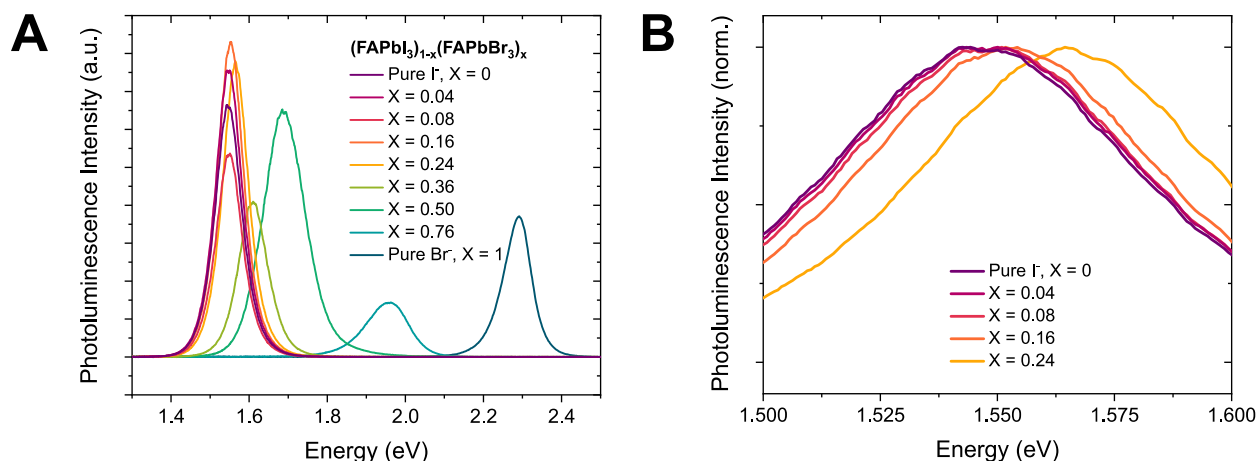 A
Photoluminescence Intensity (a.u.)
(FAPbI₃)₁₋ₓ(FAPbBr₃)ₓ
Pure I⁻, X = 0
X = 0.04
X = 0.08
X = 0.16
X = 0.24
X = 0.36
X = 0.50
X = 0.76
Pure Br⁻, X = 1
1.4 1.6 1.8 2.0 2.2 2.4
Energy (eV)
B
Photoluminescence Intensity (norm.)
Pure I⁻, X = 0
X = 0.04
X = 0.08
X = 0.16
X = 0.24
1.500 1.525 1.550 1.575 1.600
Energy (eV)